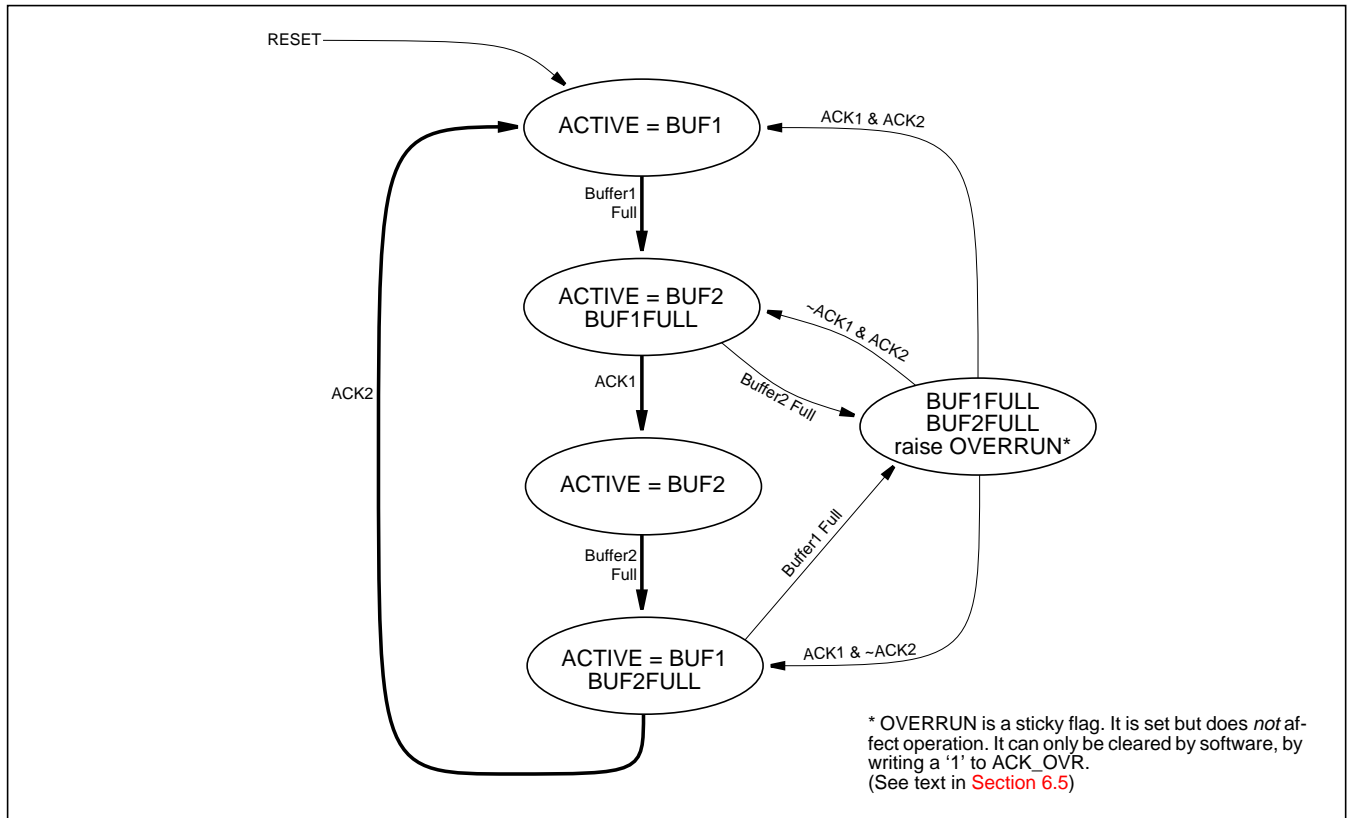 RESET
ACTIVE = BUF1
ACK1 & ACK2
Buffer1
Full
ACTIVE = BUF2
BUF1FULL
~ACK1 & ACK2
Buffer2 Full
ACK1
ACK2
BUF1FULL
BUF2FULL
raise OVERRUN*
ACTIVE = BUF2
Buffer1 Full
Buffer2
Full
ACTIVE = BUF1
BUF2FULL
ACK1 & ~ACK2
* OVERRUN is a sticky flag. It is set but does not af-
fect operation. It can only be cleared by software, by
writing a ‘1’ to ACK_OVR.
(See text in Section 6.5)